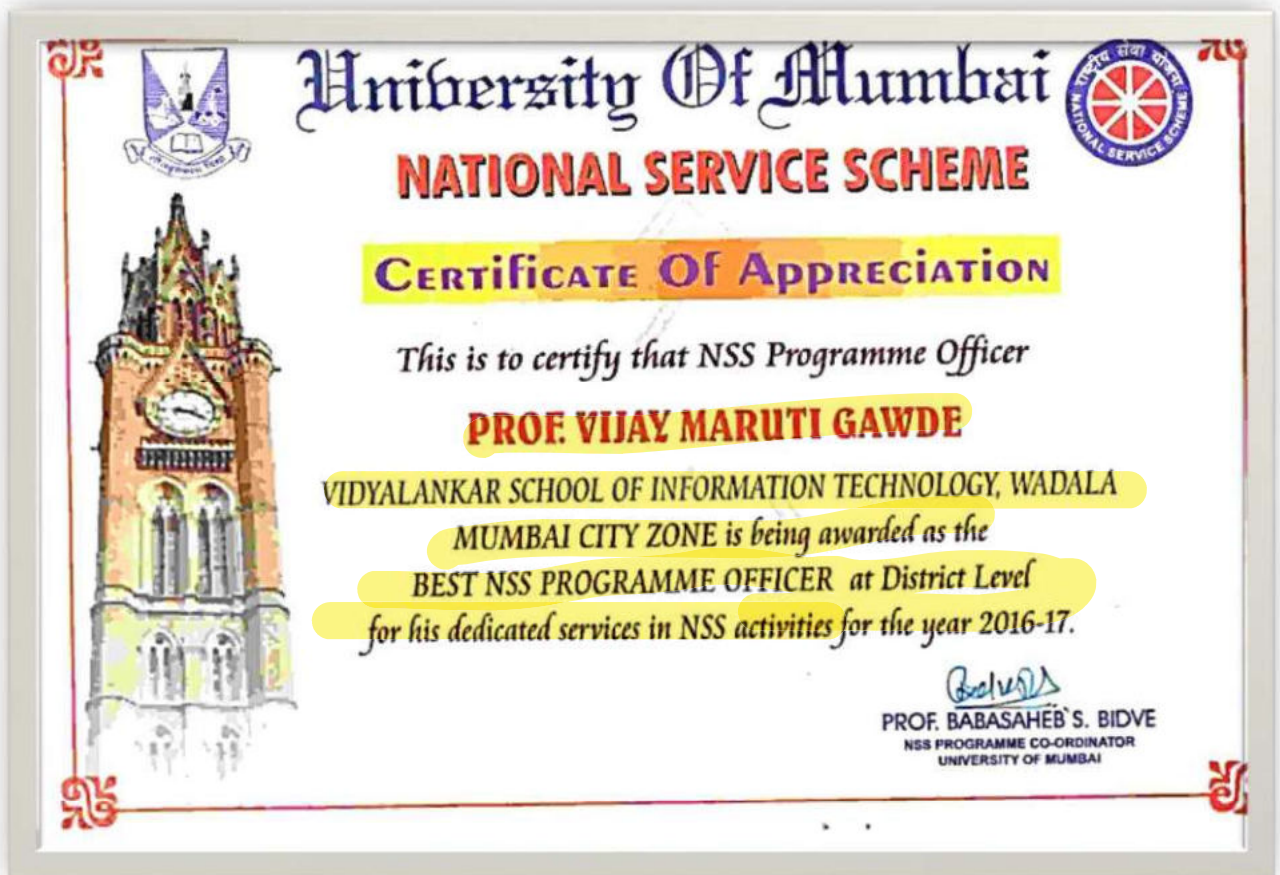 University Of Mumbai
राष्ट्रीय सेवा योजना
NATIONAL SERVICE SCHEME
NATIONAL SERVICE SCHEME
CERTIFICATE OF APPRECIATION
This is to certify that NSS Programme Officer
PROF. VIJAY MARUTI GAWDE
VIDYALANKAR SCHOOL OF INFORMATION TECHNOLOGY, WADALA
MUMBAI CITY ZONE is being awarded as the
BEST NSS PROGRAMME OFFICER at District Level
for his dedicated services in NSS activities for the year 2016-17.
PROF. BABASAHEB`S. BIDVE
NSS PROGRAMME CO-ORDINATOR
UNIVERSITY OF MUMBAI